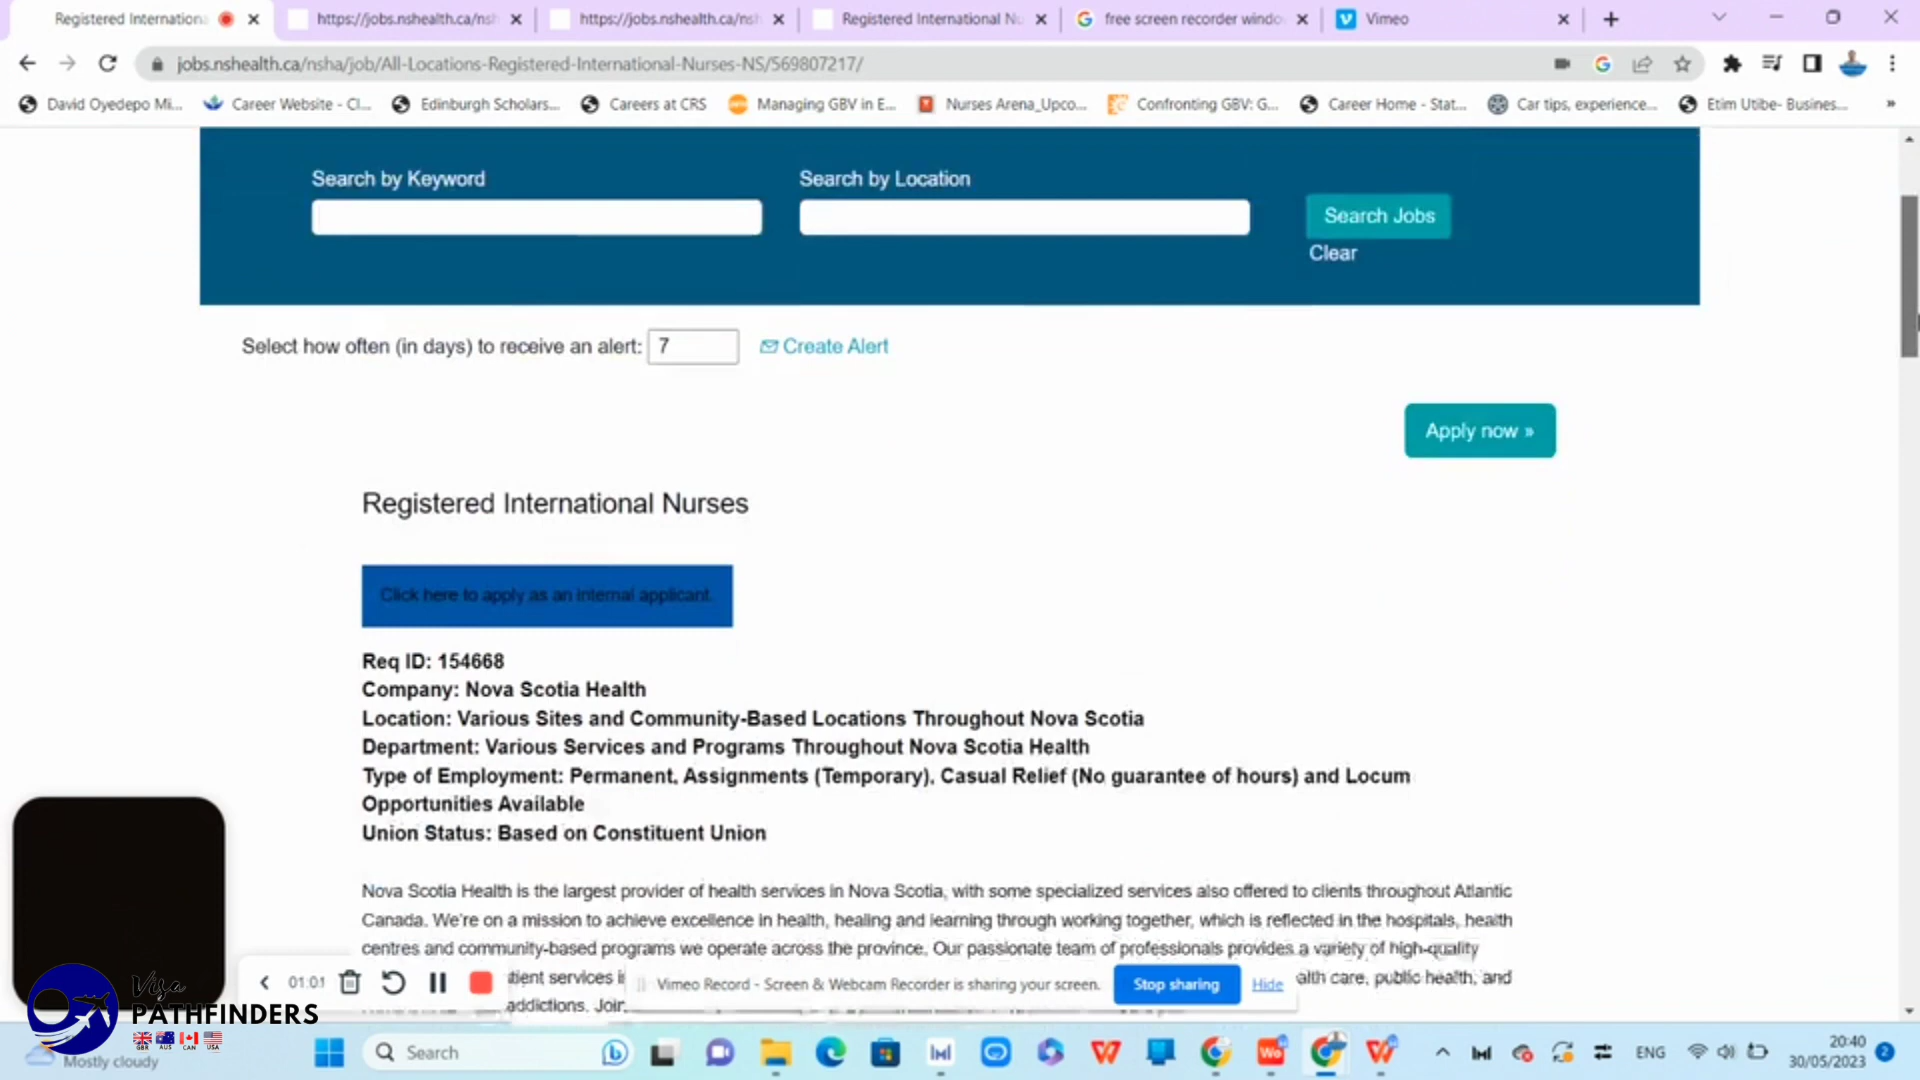 Registered Internationa
https://jobs.nshealth.ca/nsh
https://jobs.nshealth.ca/nsh
Registered International Nu
free screen recorder windo
Vimeo
jobs.nshealth.ca/nsha/job/All-Locations-Registered-International-Nurses-NS/569807217/
David Oyedepo Mi...
Career Website - Cl...
Edinburgh Scholars...
Careers at CRS
Managing GBV in E...
Nurses Arena_Upco...
Confronting GBV: G...
Career Home - Stat...
Car tips, experience...
Etim Utibe- Busines...
»
Search by Keyword
Search by Location
Search Jobs
Clear
Select how often (in days) to receive an alert: 7
Create Alert
Apply now »
Registered International Nurses
Click here to apply as an internal applicant.
Req ID: 154668
Company: Nova Scotia Health
Location: Various Sites and Community-Based Locations Throughout Nova Scotia
Department: Various Services and Programs Throughout Nova Scotia Health
Type of Employment: Permanent, Assignments (Temporary), Casual Relief (No guarantee of hours) and Locum
Opportunities Available
Union Status: Based on Constituent Union
Nova Scotia Health is the largest provider of health services in Nova Scotia, with some specialized services also offered to clients throughout Atlantic
Canada. We're on a mission to achieve excellence in health, healing and learning through working together, which is reflected in the hospitals, health
centres and community-based programs we operate across the province. Our passionate team of professionals provides a variety of high-quality
tient services i
alth care, public health, and
addictions. Join
01:01
Vimeo Record - Screen & Webcam Recorder is sharing your screen.
Stop sharing
Hide
Visa
PATHFINDERS
GBR AUS CAN USA
Mostly cloudy
Search
ENG
20:40
30/05/2023
2